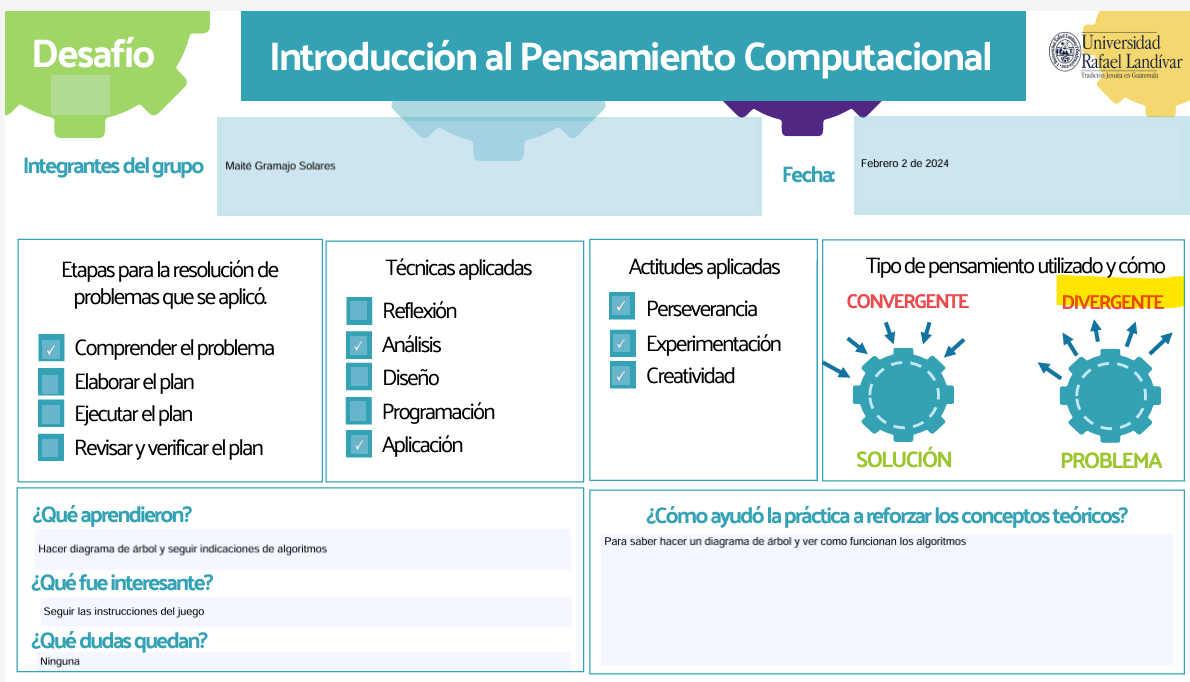 Desafío
Introducción al Pensamiento Computacional
Universidad
Rafael Landívar
Tradición Jesuita en Guatemala
Integrantes del grupo
Maité Gramajo Solares
Fecha:
Febrero 2 de 2024
Etapas para la resolución de
problemas que se aplicó.
✓ Comprender el problema
Elaborar el plan
Ejecutar el plan
Revisar y verificar el plan
Técnicas aplicadas
Reflexión
✓ Análisis
Diseño
Programación
✓ Aplicación
Actitudes aplicadas
✓ Perseverancia
✓ Experimentación
✓ Creatividad
Tipo de pensamiento utilizado y cómo
CONVERGENTE
SOLUCIÓN
DIVERGENTE
PROBLEMA
¿Qué aprendieron?
Hacer diagrama de árbol y seguir indicaciones de algoritmos
¿Qué fue interesante?
Seguir las instrucciones del juego
¿Qué dudas quedan?
Ninguna
¿Cómo ayudó la práctica a reforzar los conceptos teóricos?
Para saber hacer un diagrama de árbol y ver como funcionan los algoritmos